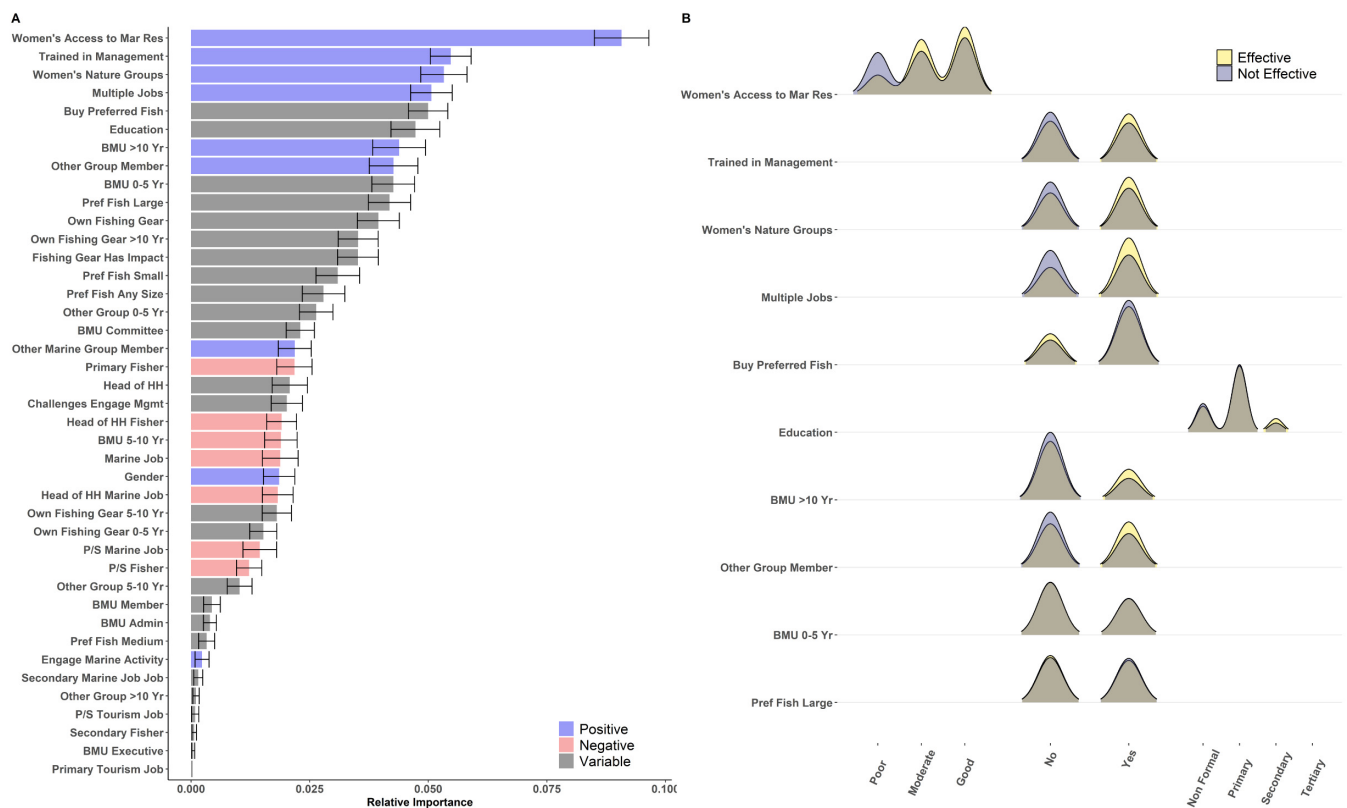 A
Women's Access to Mar Res
Trained in Management
Women's Nature Groups
Multiple Jobs
Buy Preferred Fish
Education
BMU >10 Yr
Other Group Member
BMU 0-5 Yr
Pref Fish Large
Own Fishing Gear
Own Fishing Gear >10 Yr
Fishing Gear Has Impact
Pref Fish Small
Pref Fish Any Size
Other Group 0-5 Yr
BMU Committee
Other Marine Group Member
Primary Fisher
Head of HH
Challenges Engage Mgmt
Head of HH Fisher
BMU 5-10 Yr
Marine Job
Gender
Head of HH Marine Job
Own Fishing Gear 5-10 Yr
Own Fishing Gear 0-5 Yr
P/S Marine Job
P/S Fisher
Other Group 5-10 Yr
BMU Member
BMU Admin
Pref Fish Medium
Engage Marine Activity
Secondary Marine Job Job
Other Group >10 Yr
P/S Tourism Job
Secondary Fisher
BMU Executive
Primary Tourism Job
Positive
Negative
Variable
0.000 0.025 0.050 0.075 0.100
Relative Importance
B
Effective
Not Effective
Women's Access to Mar Res
Trained in Management
Women's Nature Groups
Multiple Jobs
Buy Preferred Fish
Education
BMU >10 Yr
Other Group Member
BMU 0-5 Yr
Pref Fish Large
Poor
Moderate
Good
No
Yes
Non Formal
Primary
Secondary
Tertiary